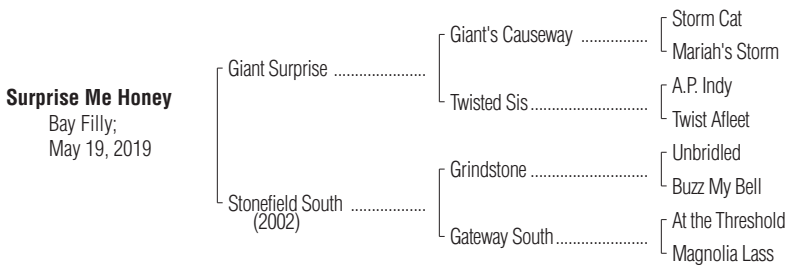 Storm Cat
Giant's Causeway ................
Mariah's Storm
Giant Surprise ......................
A.P. Indy
Twisted Sis ............................
Twist Afleet
Surprise Me Honey
Bay Filly;
May 19, 2019
Unbridled
Grindstone ............................
Buzz My Bell
Stonefield South ..................
(2002)
At the Threshold
Gateway South ......................
Magnolia Lass